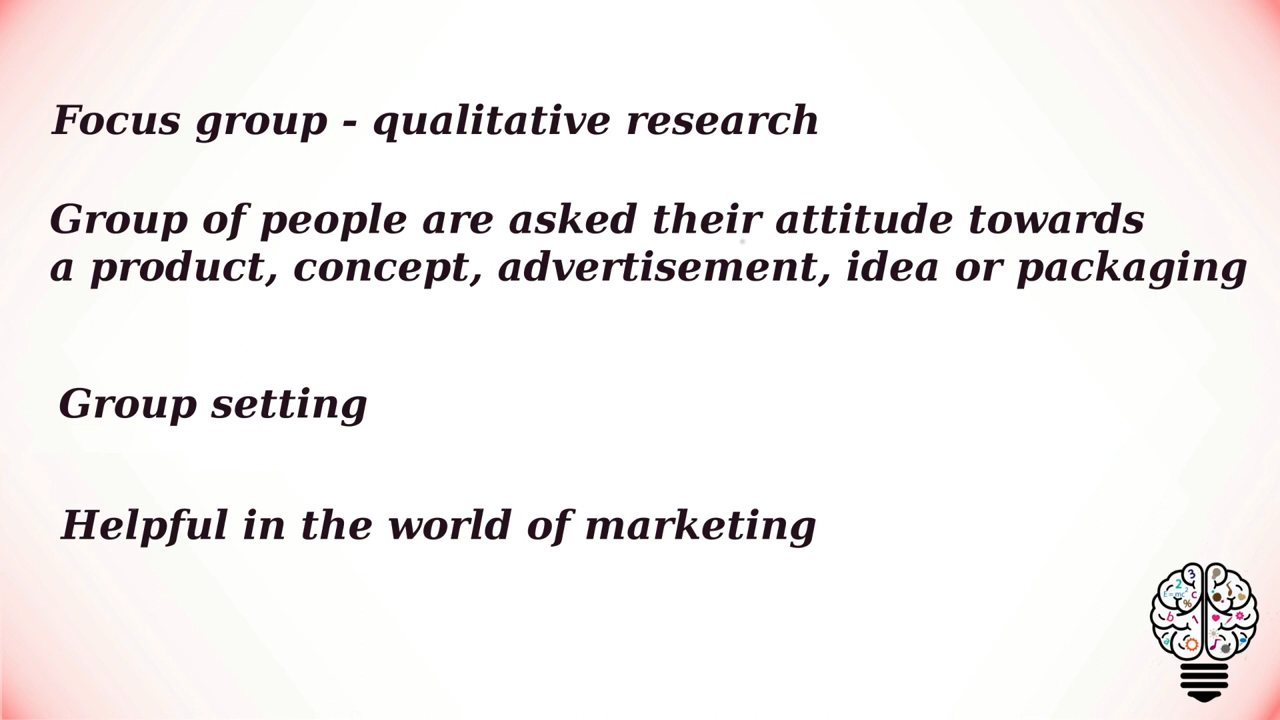 Focus group - qualitative research
Group of people are asked their attitude towards
a product, concept, advertisement, idea or packaging
Group setting
Helpful in the world of marketing